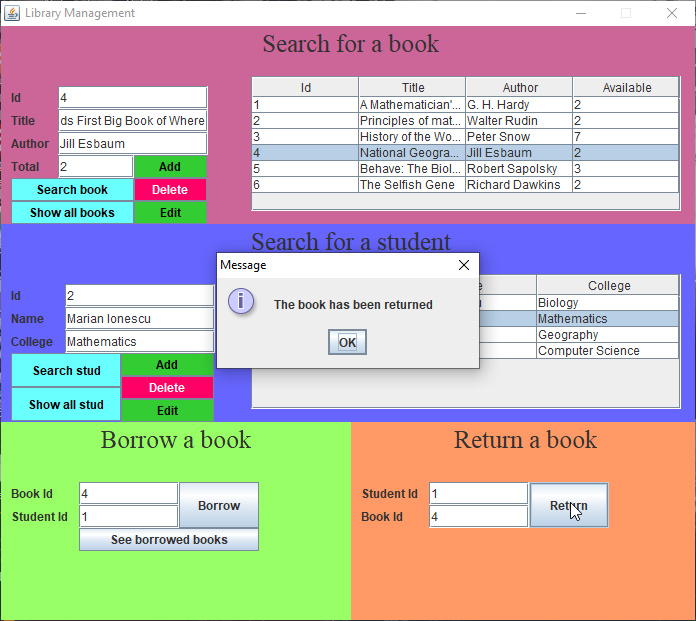 Library Management
Search for a book
Id 4
Title ds First Big Book of Where
Author Jill Esbaum
Total 2 Add
Search book Delete
Show all books Edit
Id Title Author Available
1 A Mathematician'... G. H. Hardy 2
2 Principles of mat... Walter Rudin 2
3 History of the Wo... Peter Snow 7
4 National Geogra... Jill Esbaum 2
5 Behave: The Biol... Robert Sapolsky 3
6 The Selfish Gene Richard Dawkins 2
Search for a student
Id 2
Name Marian Ionescu
College Mathematics
Search stud Add
Delete
Show all stud Edit
College
Biology
Mathematics
Geography
Computer Science
Message
The book has been returned
OK
Borrow a book
Book Id 4
Student Id 1
Borrow
See borrowed books
Return a book
Student Id 1
Book Id 4
Return